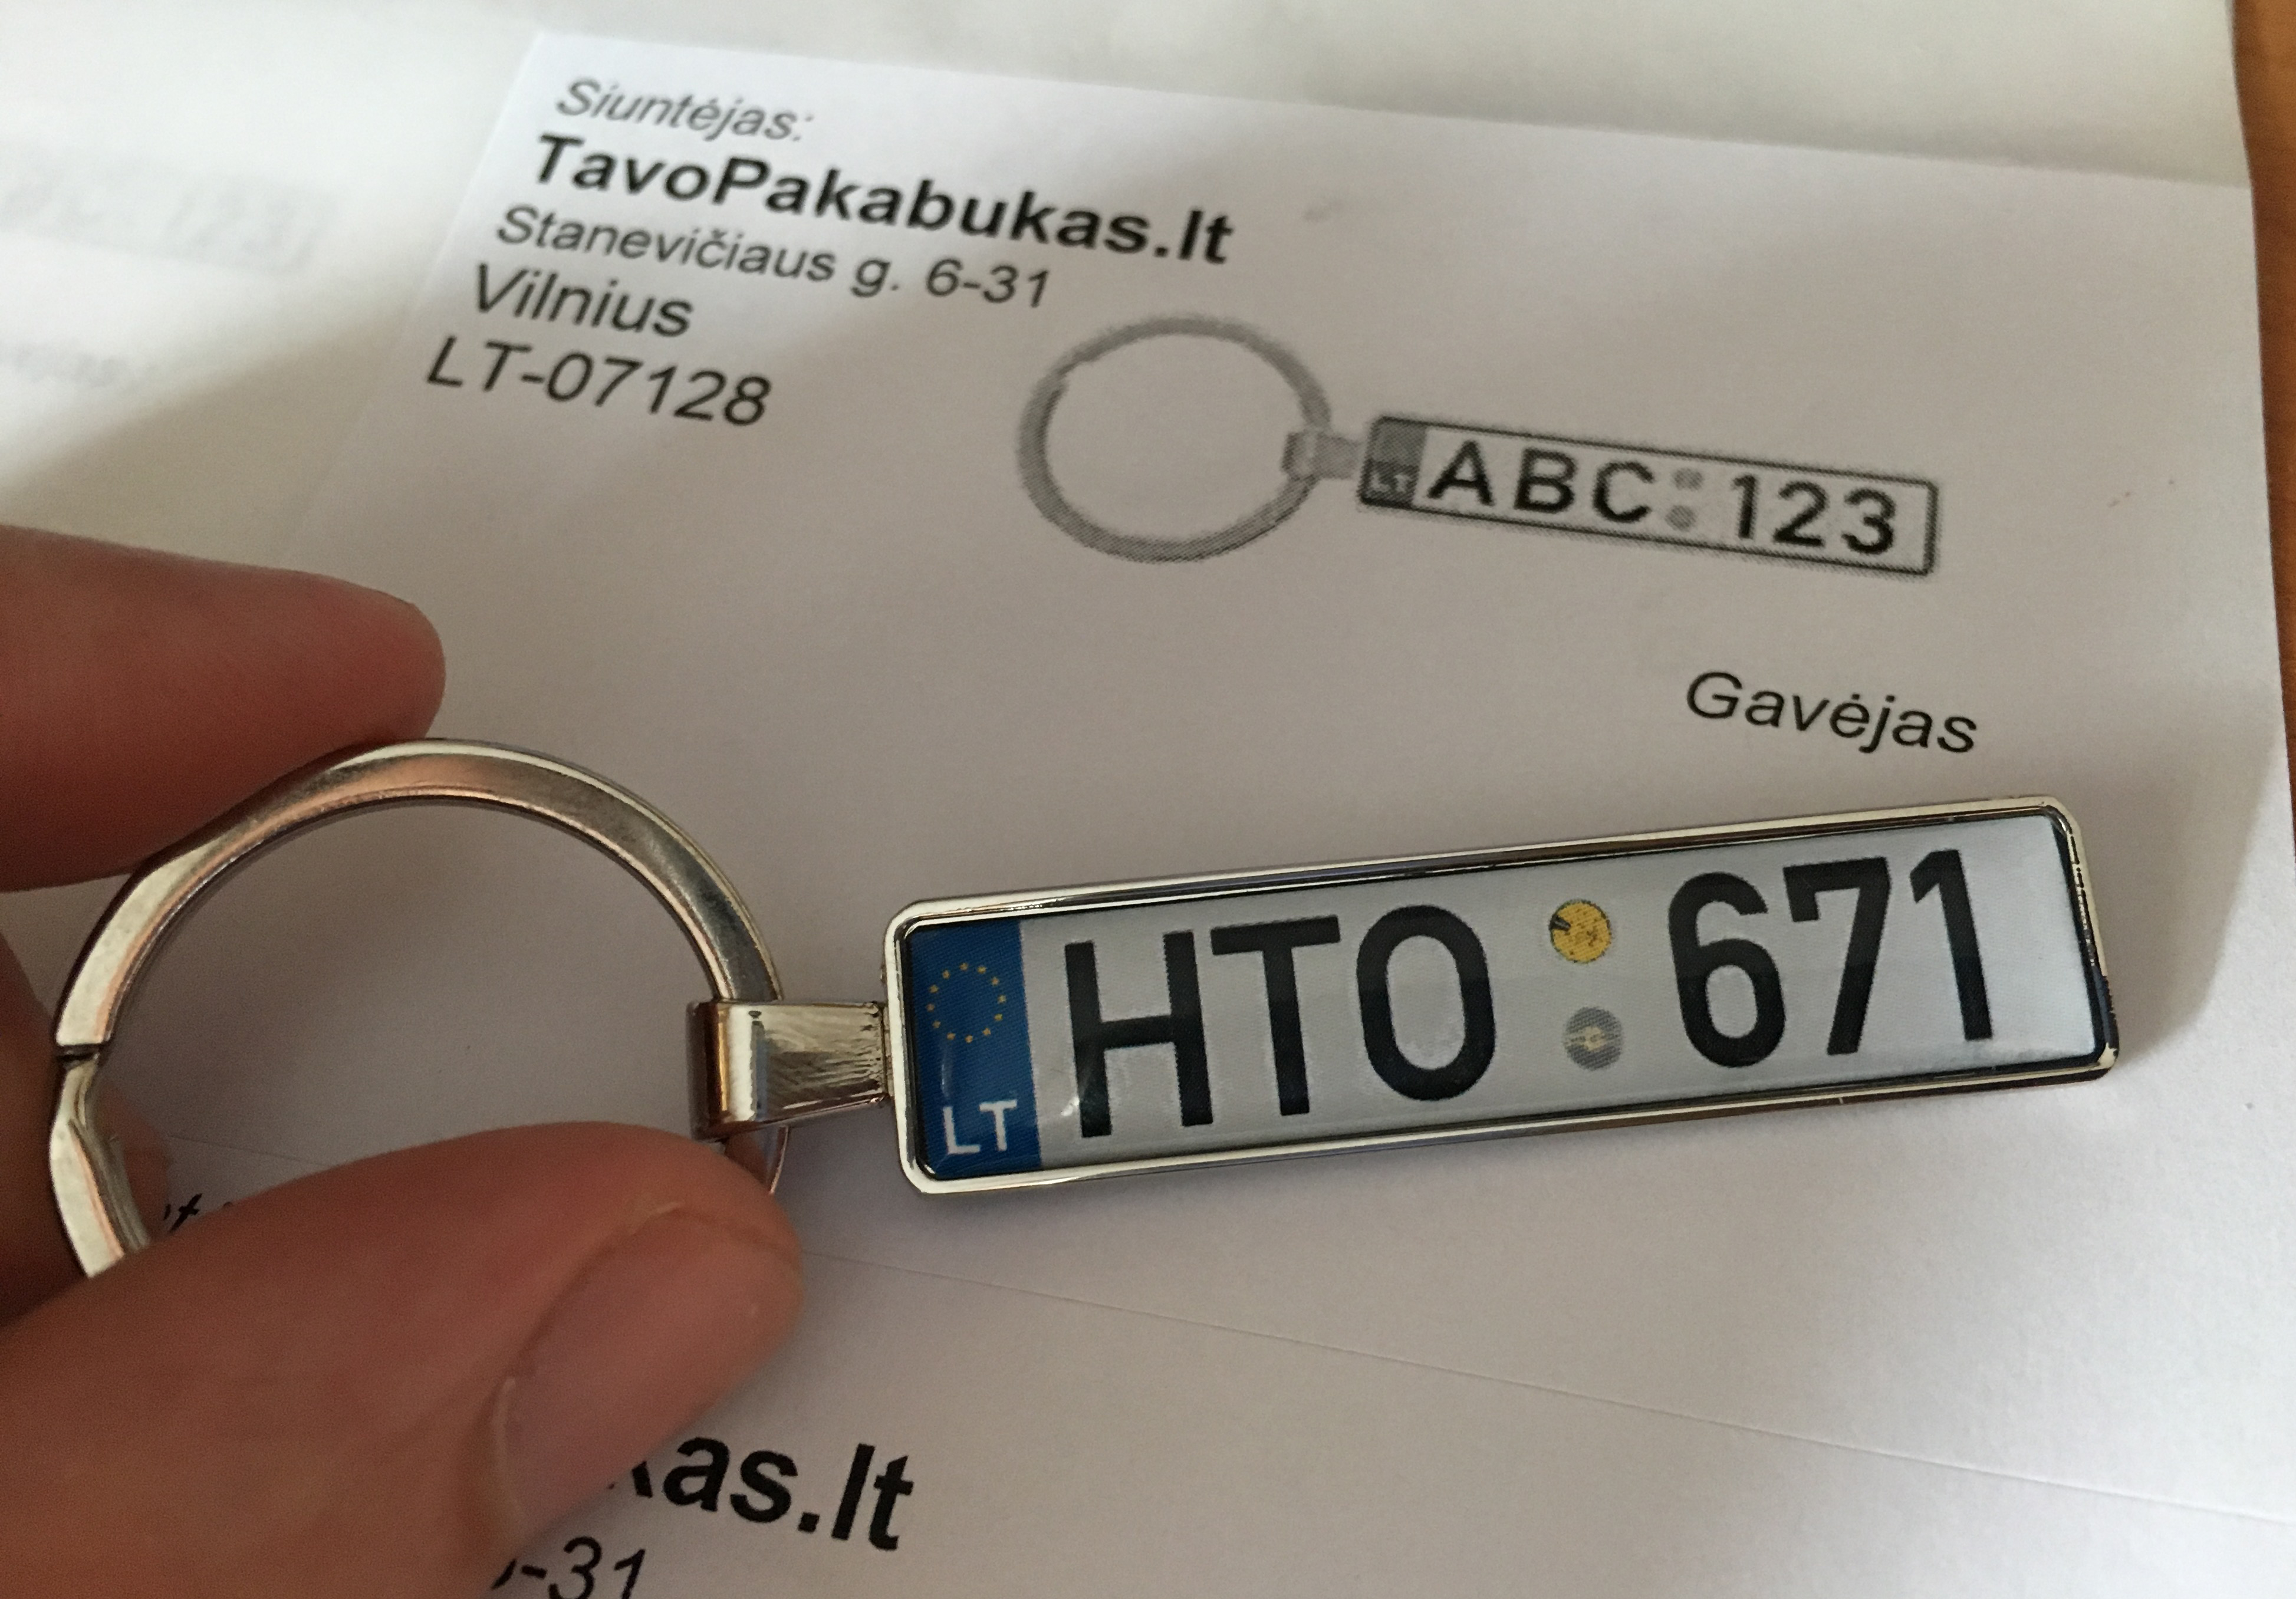 Siuntėjas:
TavoPakabukas.lt
Stanevičiaus g. 6-31
Vilnius
LT-07128
LT ABC 123
Gavėjas
LT HTO 671
kas.lt
-31